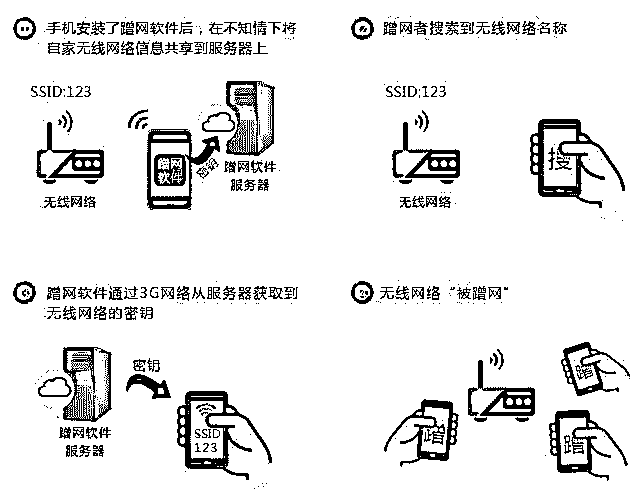 手机安装了蹭网软件后，在不知情下将
自家无线网络信息共享到服务器上
SSID:123
无线网络
蹭网
软件
密钥
蹭网软件
服务器
蹭网者搜索到无线网络名称
SSID:123
无线网络
搜
蹭网软件通过3G网络从服务器获取到
无线网络的密钥
密钥
蹭网软件
服务器
SSID
123
无线网络“被蹭网”
蹭
蹭
蹭